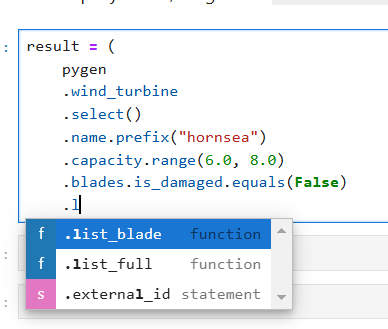 : result = (
pygen
.wind_turbine
.select()
.name.prefix("hornsea")
.capacity.range(6.0, 8.0)
.blades.is_damaged.equals(False)
.l
f .list_blade function
f .list_full function
s .external_id statement
:
: